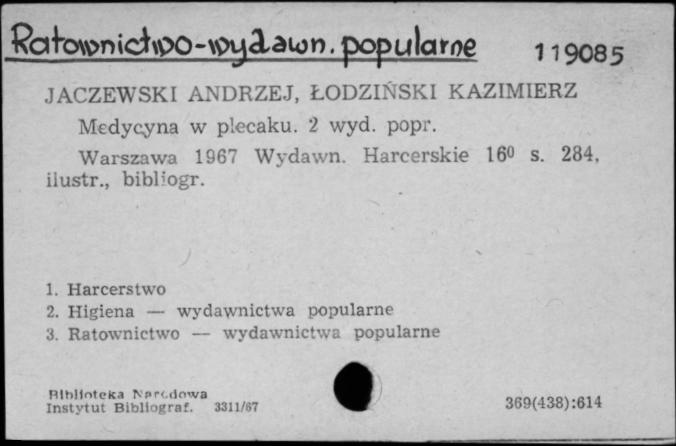 Ratownictwo-wydawn. popularne 119085
JACZEWSKI ANDRZEJ, ŁODZIŃSKI KAZIMIERZ
Medycyna w plecaku. 2 wyd. popr.
Warszawa 1967 Wydawn. Harcerskie 16⁰ s. 284,
ilustr., bibliogr.
1. Harcerstwo
2. Higiena — wydawnictwa popularne
3. Ratownictwo — wydawnictwa popularne
Biblioteka Narodowa
Instytut Bibliograf. 3311/67 369(438):614